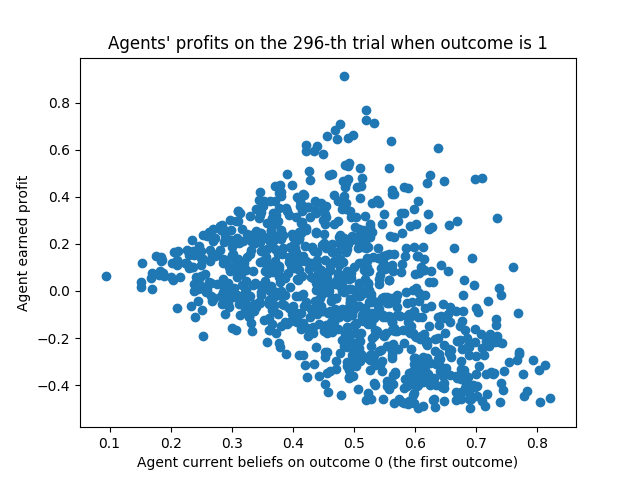 Agents' profits on the 296-th trial when outcome is 1
Agent earned profit
0.8
0.6
0.4
0.2
0.0
−0.2
−0.4
0.1 0.2 0.3 0.4 0.5 0.6 0.7 0.8
Agent current beliefs on outcome 0 (the first outcome)